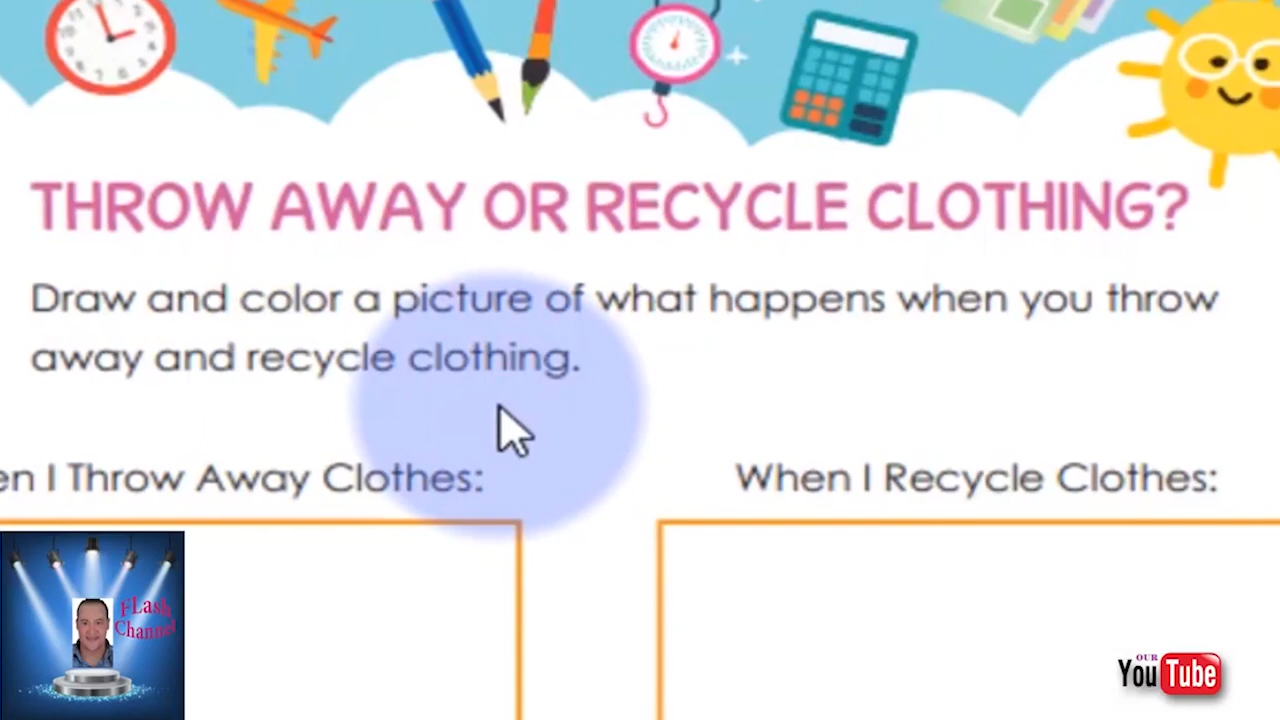 THROW AWAY OR RECYCLE CLOTHING?
Draw and color a picture of what happens when you throw
away and recycle clothing.
en I Throw Away Clothes:
When I Recycle Clothes:
FLash
Channel
OUR
YouTube